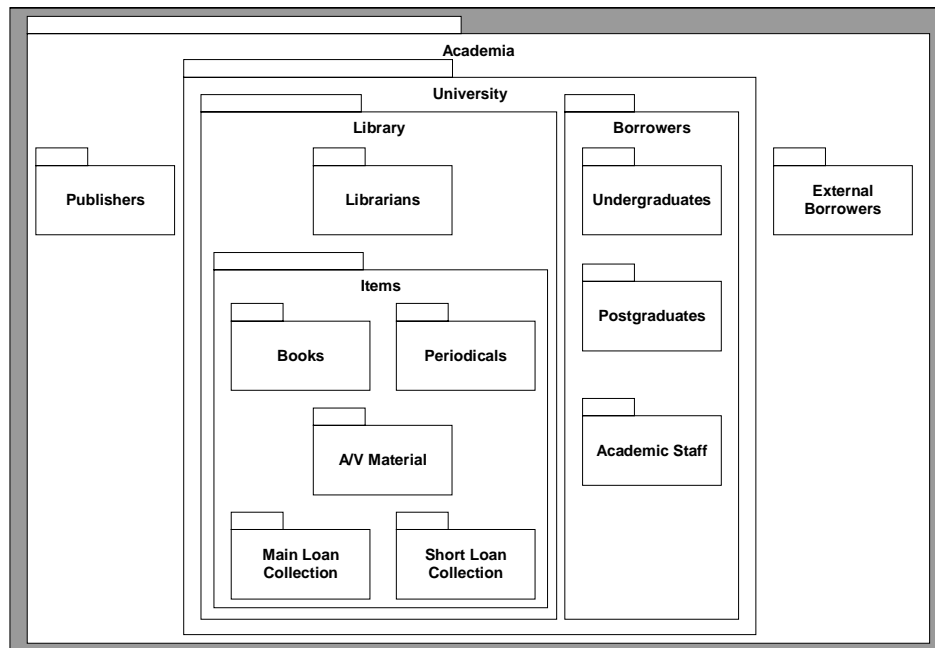 Academia
University
Library
Borrowers
Publishers
Librarians
Undergraduates
External
Borrowers
Items
Books
Periodicals
Postgraduates
A/V Material
Academic Staff
Main Loan
Collection
Short Loan
Collection